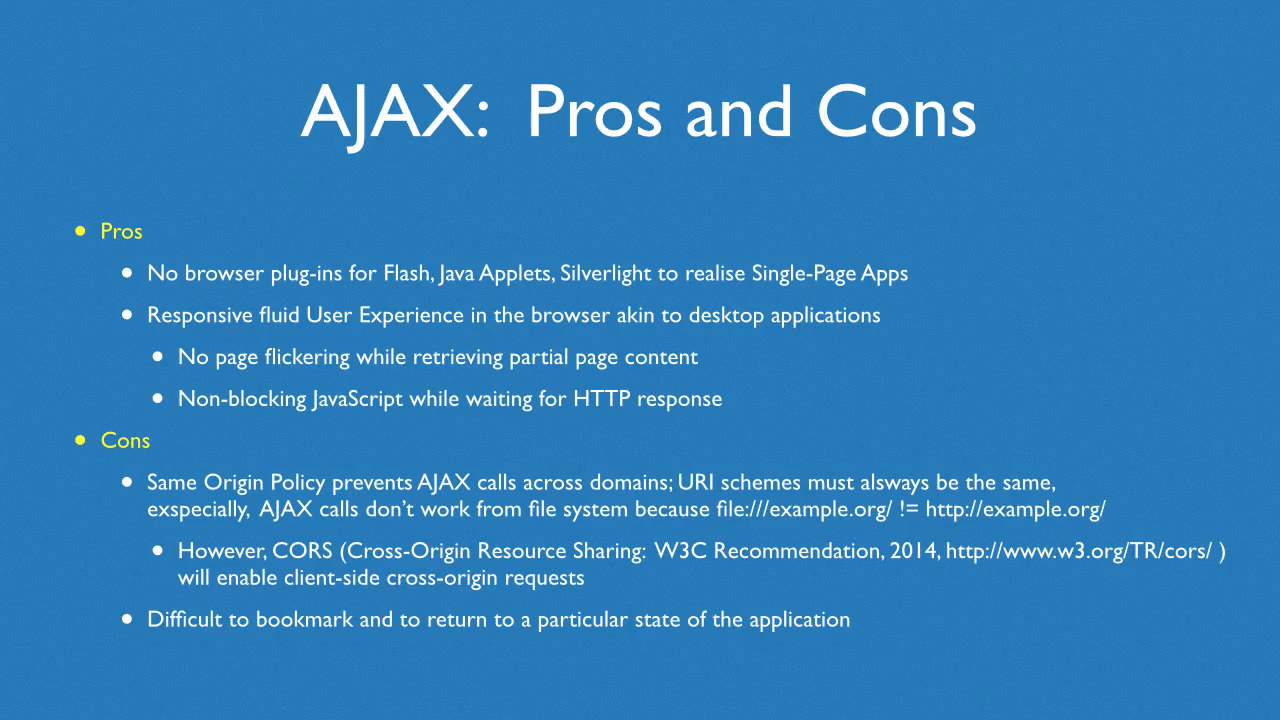 AJAX: Pros and Cons
• Pros
• No browser plug-ins for Flash, Java Applets, Silverlight to realise Single-Page Apps
• Responsive fluid User Experience in the browser akin to desktop applications
• No page flickering while retrieving partial page content
• Non-blocking JavaScript while waiting for HTTP response
• Cons
• Same Origin Policy prevents AJAX calls across domains; URI schemes must alsways be the same,
exspecially, AJAX calls don't work from file system because file:///example.org/ != http://example.org/
• However, CORS (Cross-Origin Resource Sharing: W3C Recommendation, 2014, http://www.w3.org/TR/cors/ )
will enable client-side cross-origin requests
• Difficult to bookmark and to return to a particular state of the application